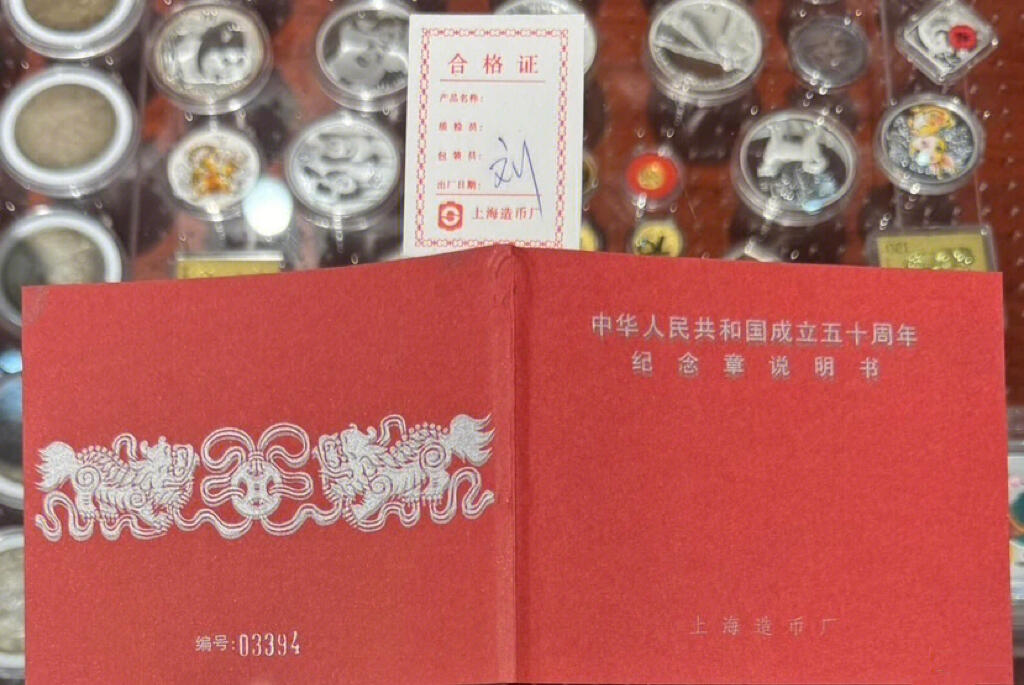 合格证
产品名称:
质检员:
包装员:
刘
出厂日期:
上海造币厂
中华人民共和国成立五十周年
纪念章说明书
编号:03394
上海造币厂